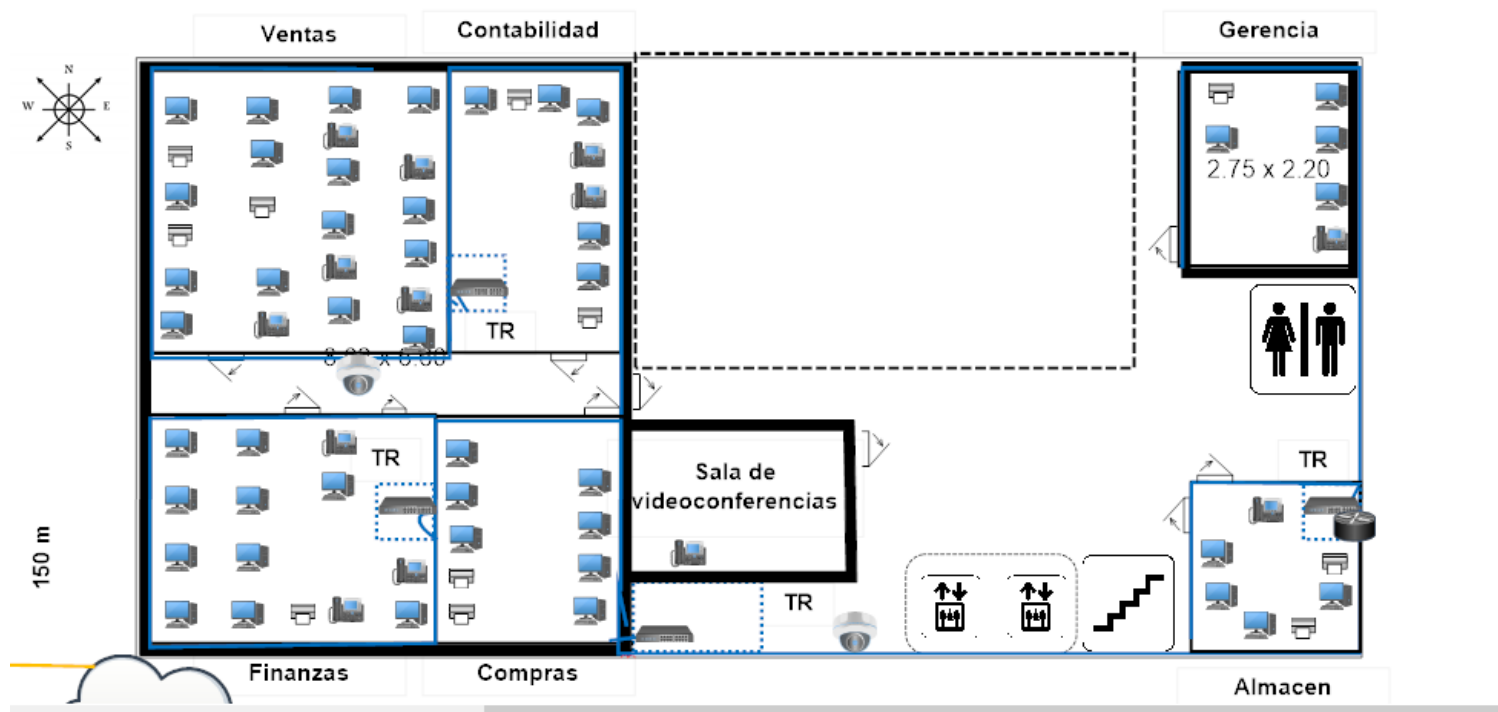 Ventas
Contabilidad
Gerencia
N
W
E
S
2.75 x 2.20
TR
TR
TR
Sala de
videoconferencias
150 m
TR
Finanzas
Compras
Almacen